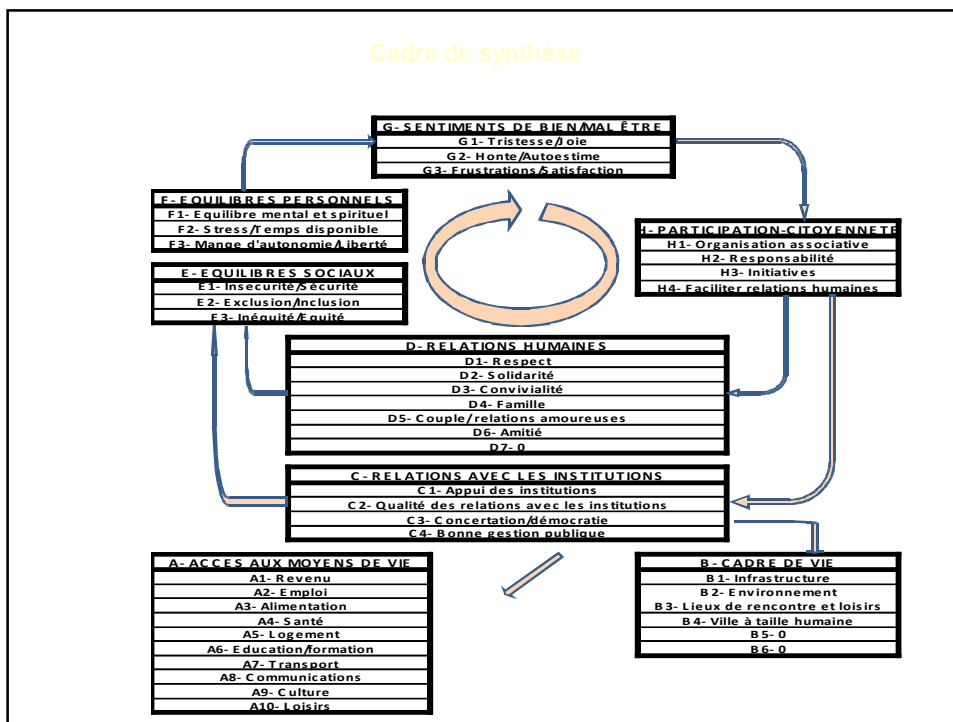 Cadre de synthèse
G- SENTIMENTS DE BIEN/MAL ÊTRE
G1- Tristesse/Joie
G2- Honte/Autoestime
G3- Frustrations/Satisfaction
F- EQUILIBRES PERSONNELS
F1- Equilibre mental et spirituel
F2- Stress/Temps disponible
F3- Manqe d'autonomie/Liberté
E- EQUILIBRES SOCIAUX
E1- Insecurité/Sécurité
E2- Exclusion/Inclusion
E3- Inéquité/Equité
H- PARTICIPATION-CITOYENNETE
H1- Organisation associative
H2- Responsabilité
H3- Initiatives
H4- Faciliter relations humaines
D- RELATIONS HUMAINES
D1- Respect
D2- Solidarité
D3- Convivialité
D4- Famille
D5- Couple/relations amoureuses
D6- Amitié
D7- 0
C- RELATIONS AVEC LES INSTITUTIONS
C1- Appui des institutions
C2- Qualité des relations avec les institutions
C3- Concertation/démocratie
C4- Bonne gestion publique
A- ACCES AUX MOYENS DE VIE
A1- Revenu
A2- Emploi
A3- Alimentation
A4- Santé
A5- Logement
A6- Education/formation
A7- Transport
A8- Communications
A9- Culture
A10- Loisirs
B- CADRE DE VIE
B1- Infrastructure
B2- Environnement
B3- Lieux de rencontre et loisirs
B4- Ville à taille humaine
B5- 0
B6- 0